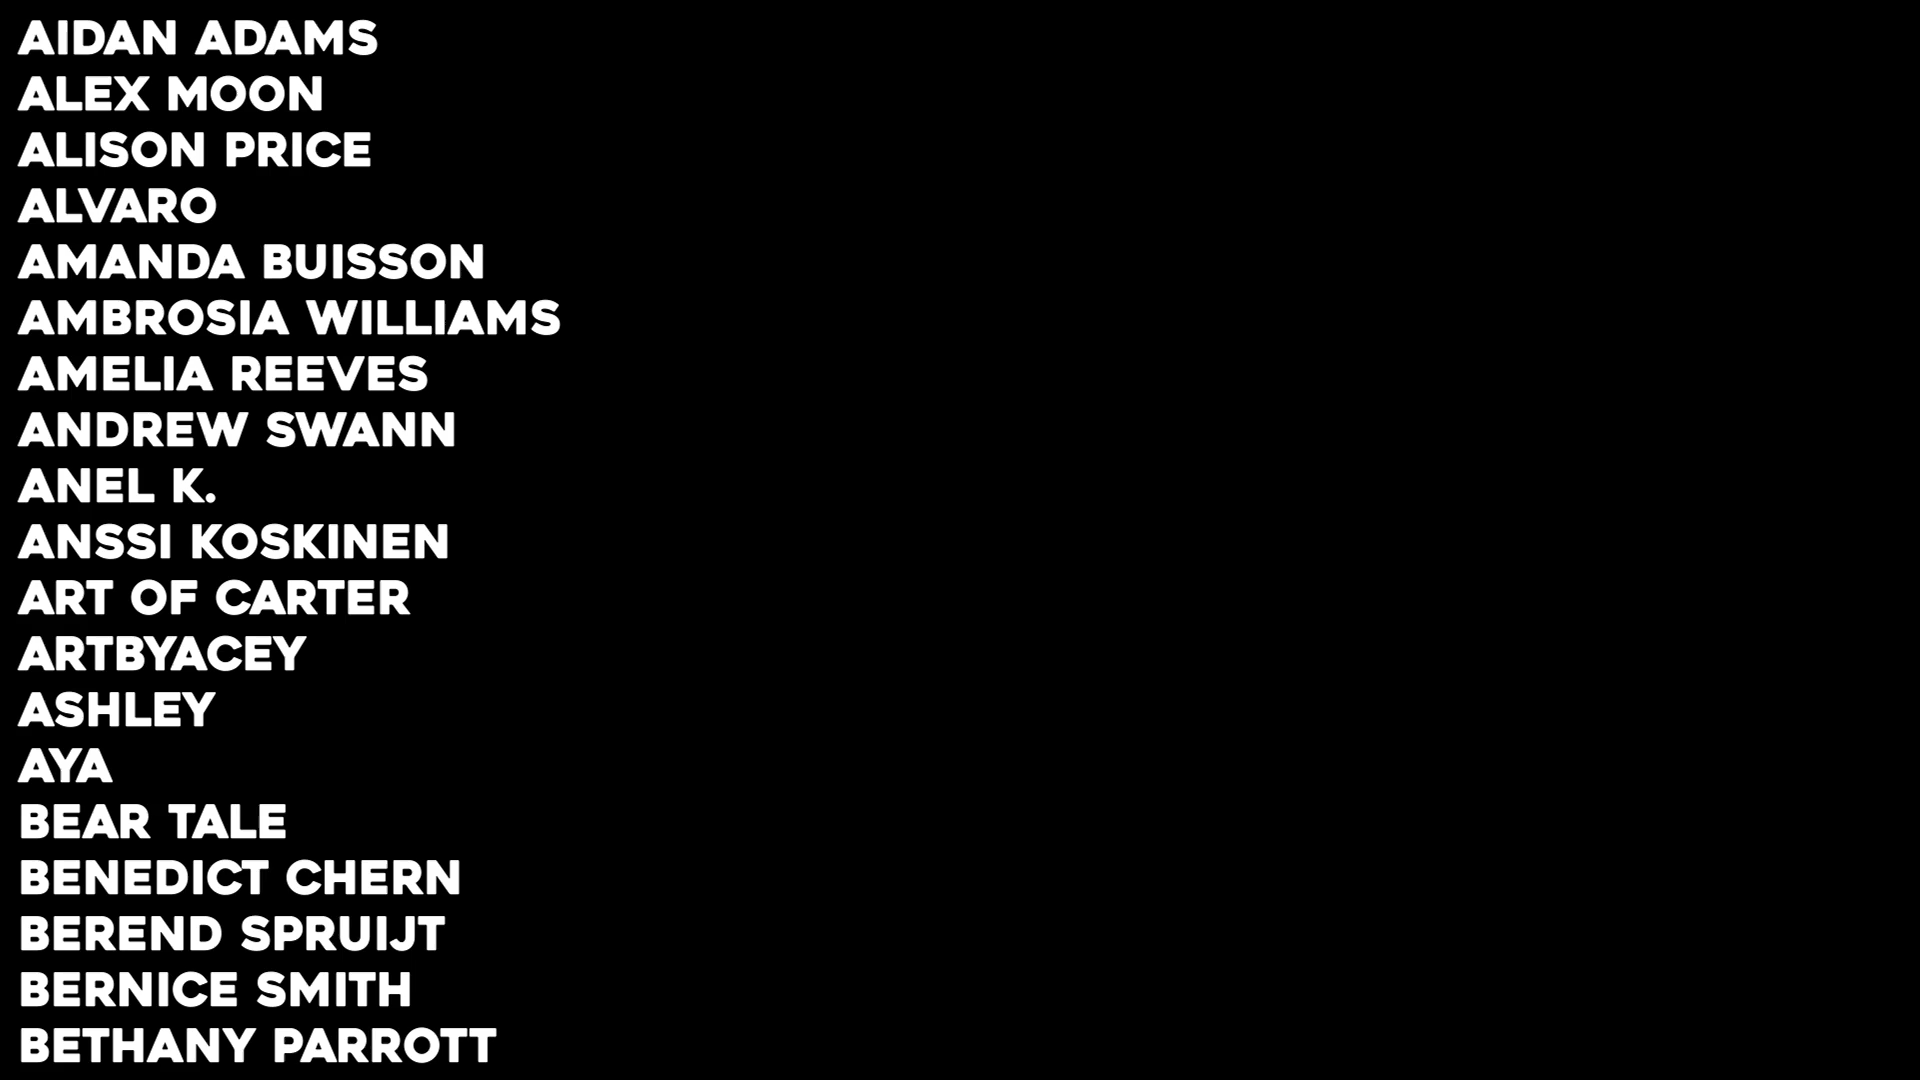 AIDAN ADAMS
ALEX MOON
ALISON PRICE
ALVARO
AMANDA BUISSON
AMBROSIA WILLIAMS
AMELIA REEVES
ANDREW SWANN
ANEL K.
ANSSI KOSKINEN
ART OF CARTER
ARTBYACEY
ASHLEY
AYA
BEAR TALE
BENEDICT CHERN
BEREND SPRUIJT
BERNICE SMITH
BETHANY PARROTT